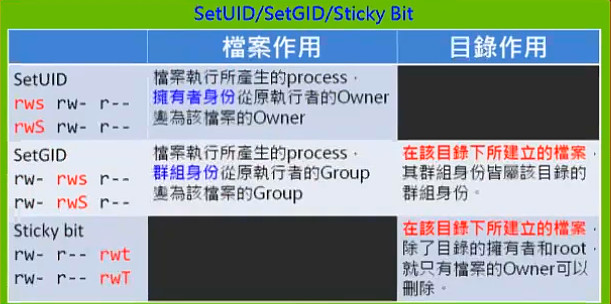 SetUID/SetGID/Sticky Bit
檔案作用
目錄作用
SetUID
rws rw- r--
rwS rw- r--
檔案執行所產生的process，
擁有者身份從原執行者的Owner
變為該檔案的Owner
SetGID
rw- rws r--
rw- rwS r--
檔案執行所產生的process，
群組身份從原執行者的Group
變為該檔案的Group
在該目錄下所建立的檔案，
其群組身份皆屬該目錄的
群組身份。
Sticky bit
rw- r-- rwt
rw- r-- rwT
在該目錄下所建立的檔案，
除了目錄的擁有者和root，
就只有檔案的Owner可以
刪除。